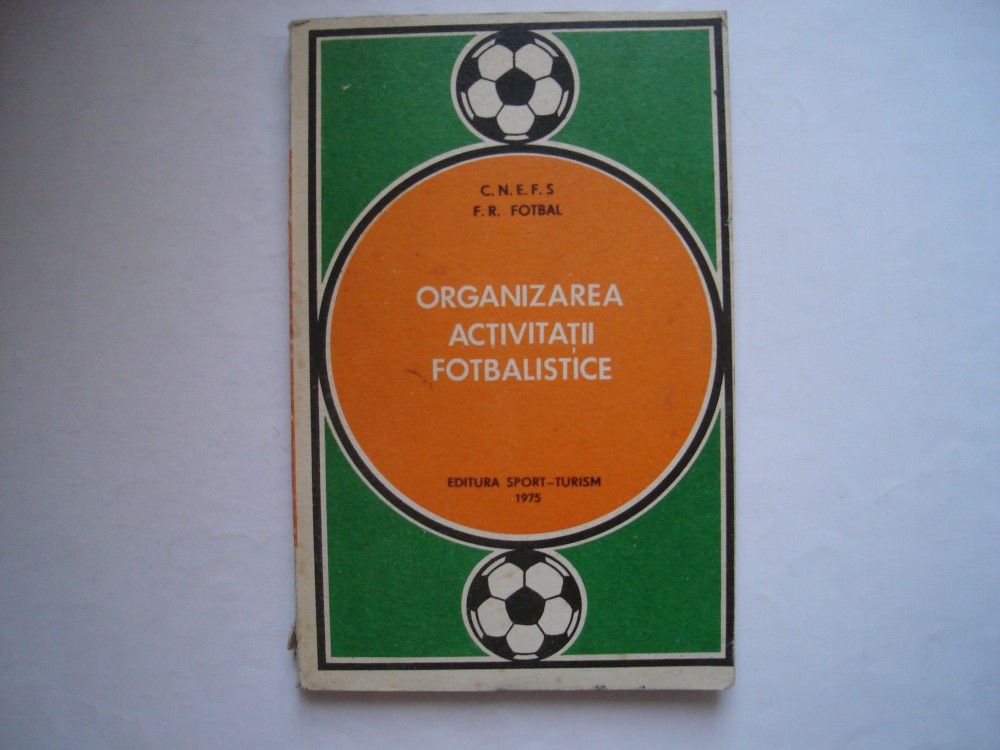 C. N. E. F. S
F. R. FOTBAL
ORGANIZAREA
ACTIVITAȚII
FOTBALISTICE
EDITURA SPORT-TURISM
1975